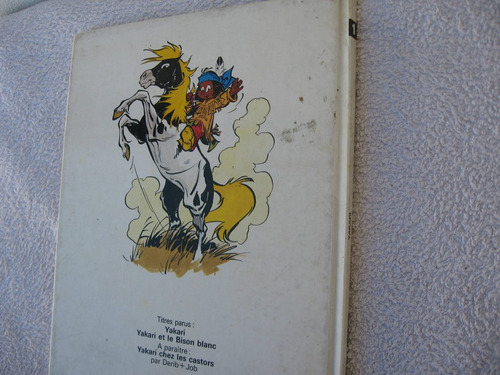 Titres parus :
Yakari
Yakari et le Bison blanc
A paraître :
Yakari chez les castors
par Derib + Job